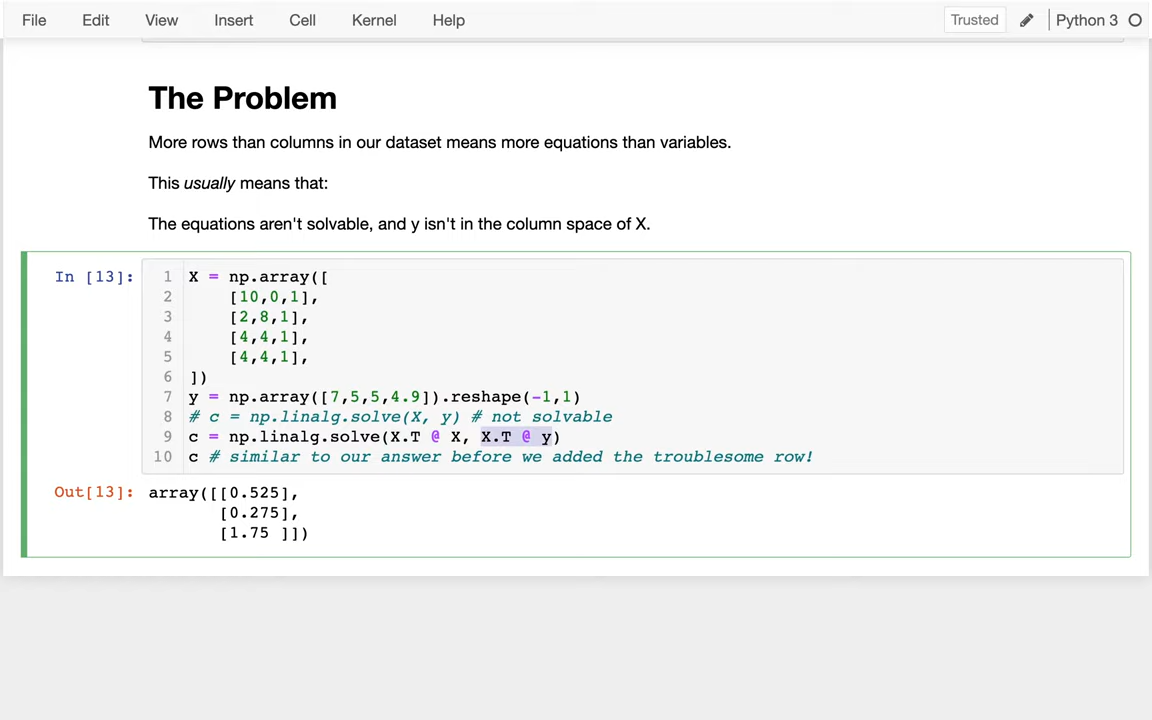 File Edit View Insert Cell Kernel Help Trusted Python 3
The Problem
More rows than columns in our dataset means more equations than variables.
This usually means that:
The equations aren't solvable, and y isn't in the column space of X.
In [13]: 1 X = np.array([
2 [10,0,1],
3 [2,8,1],
4 [4,4,1],
5 [4,4,1],
6 ])
7 y = np.array([7,5,5,4.9]).reshape(-1,1)
8 # c = np.linalg.solve(X, y) # not solvable
9 c = np.linalg.solve(X.T @ X, X.T @ y)
10 c # similar to our answer before we added the troublesome row!
Out[13]: array([[0.525],
[0.275],
[1.75 ]])